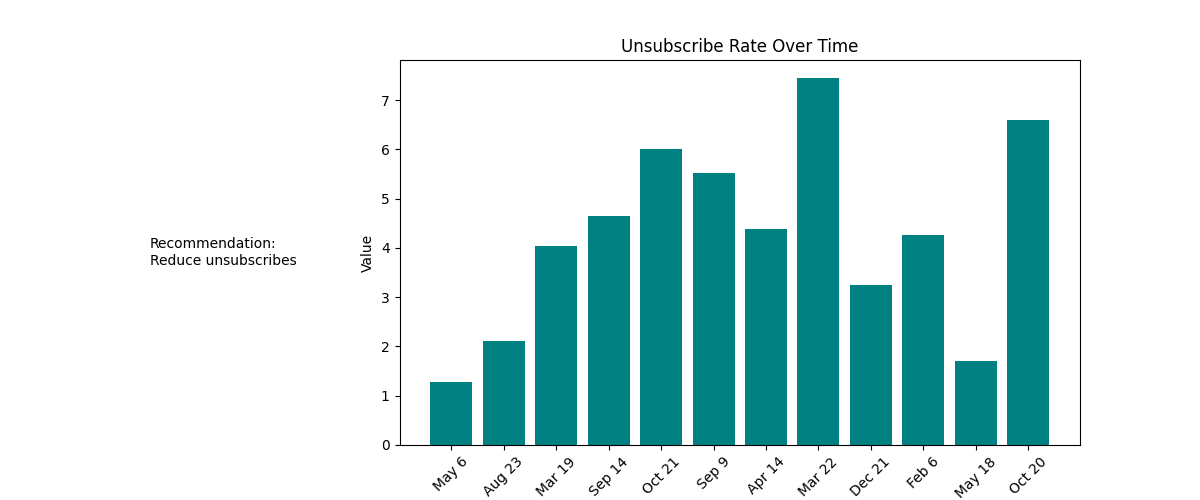 Unsubscribe Rate Over Time
Recommendation:
Reduce unsubscribes
Value
7
6
5
4
3
2
1
0
May 6
Aug 23
Mar 19
Sep 14
Oct 21
Sep 9
Apr 14
Mar 22
Dec 21
Feb 6
May 18
Oct 20